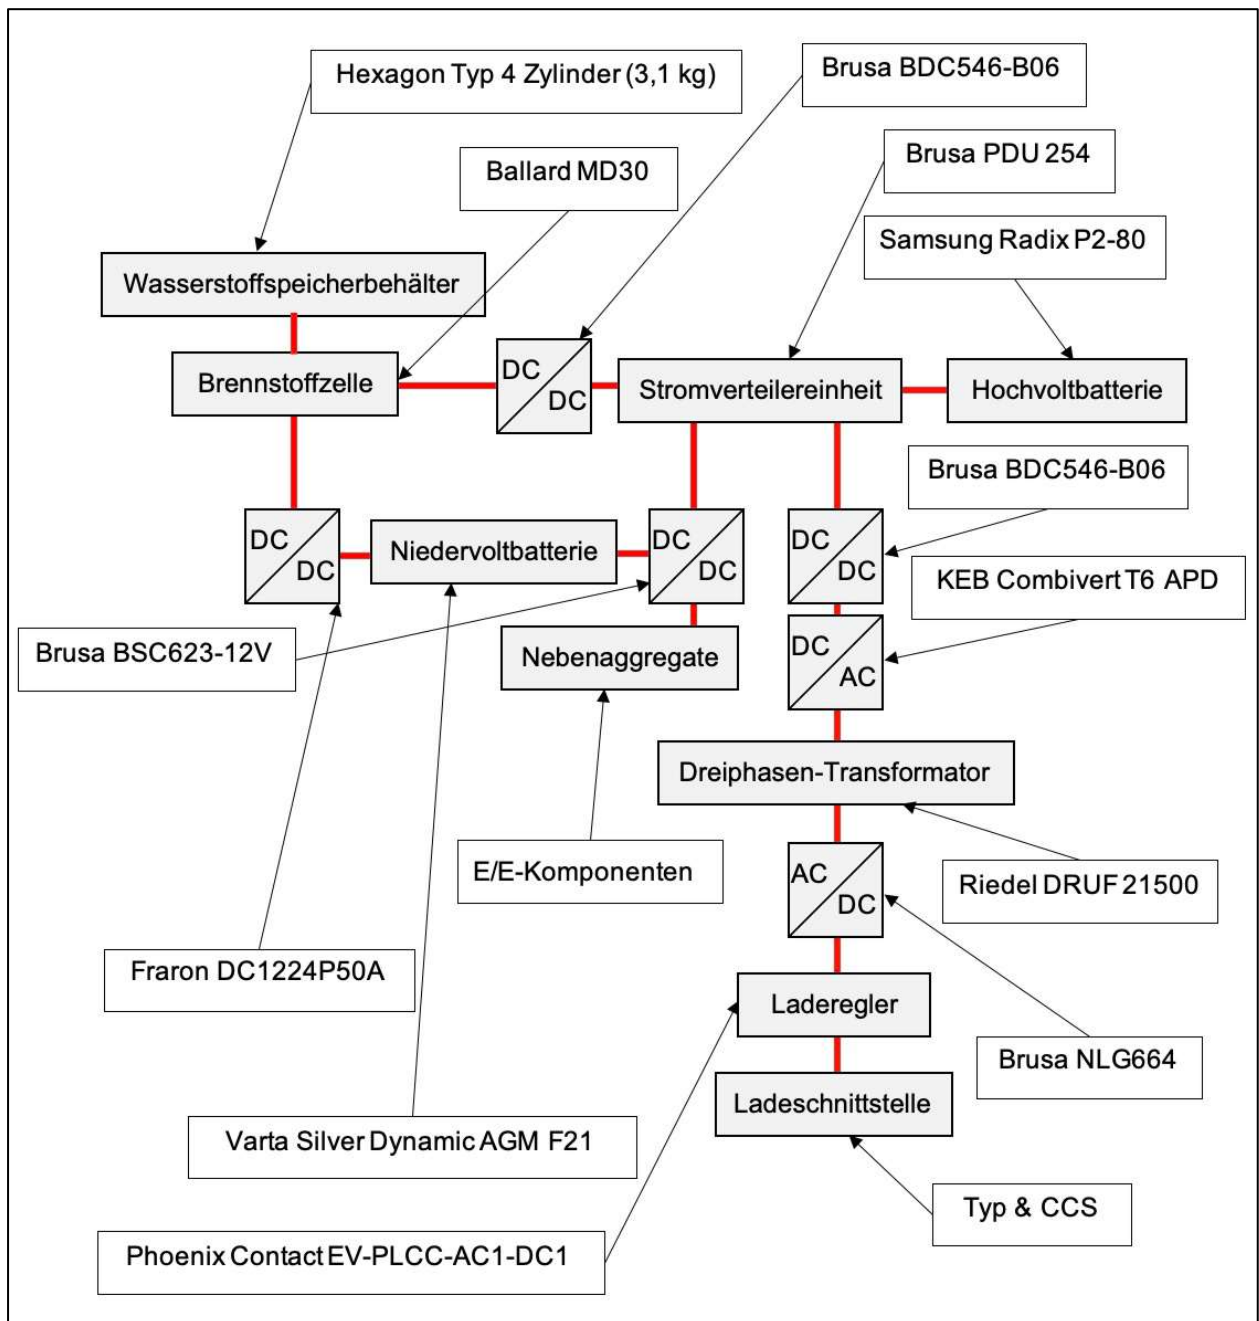 Hexagon Typ 4 Zylinder (3,1 kg)
Brusa BDC546-B06
Ballard MD30
Brusa PDU 254
Samsung Radix P2-80
Wasserstoffspeicherbehälter
Brennstoffzelle
DC
DC
Stromverteilereinheit
Hochvoltbatterie
Brusa BDC546-B06
DC
DC
Niedervoltbatterie
DC
DC
DC
DC
KEB Combivert T6 APD
Brusa BSC623-12V
Nebenaggregate
DC
AC
Dreiphasen-Transformator
E/E-Komponenten
AC
DC
Riedel DRUF 21500
Fraron DC1224P50A
Laderegler
Brusa NLG664
Ladeschnittstelle
Varta Silver Dynamic AGM F21
Typ & CCS
Phoenix Contact EV-PLCC-AC1-DC1